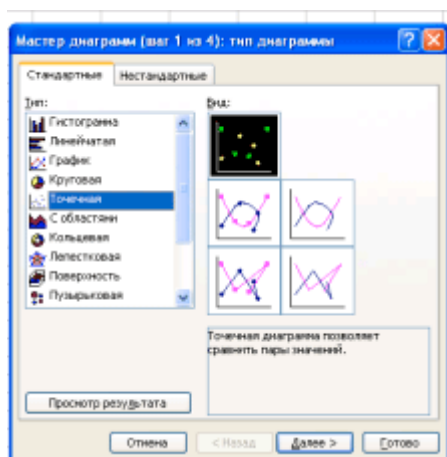 Мастер диаграмм (шаг 1 из 4): тип диаграммы
Стандартные Нестандартные
Тип:
Вид:
Гистограмма
Линейчатая
График
Круговая
Точечная
С областями
Кольцевая
Лепестковая
Поверхность
Пузырьковая
Точечная диаграмма позволяет
сравнить пары значений.
Просмотр результата
Отмена < Назад Далее > Готово